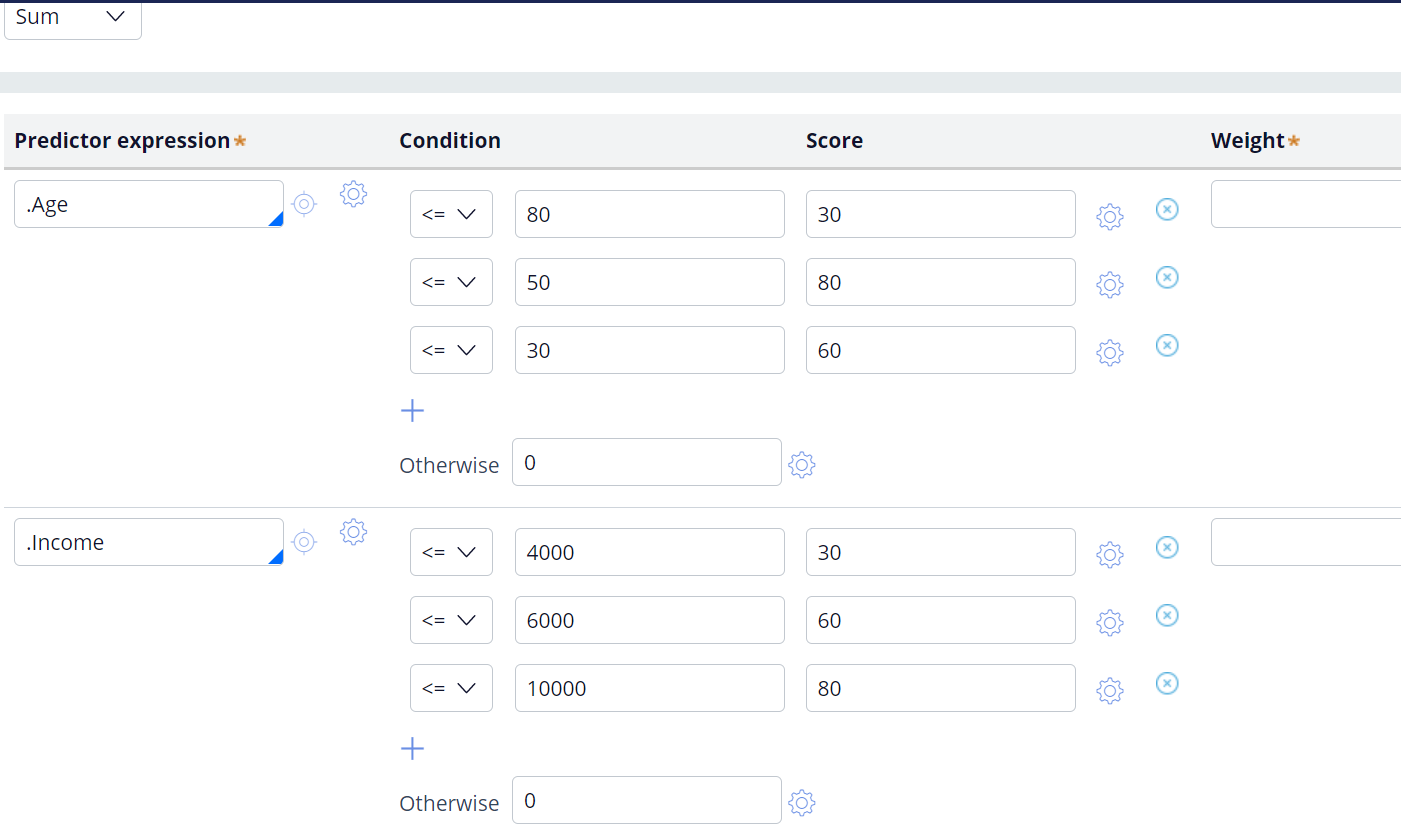 Sum
Predictor expression* Condition Score Weight*
.Age <= 80 30
<= 50 80
<= 30 60
Otherwise 0
.Income <= 4000 30
<= 6000 60
<= 10000 80
Otherwise 0